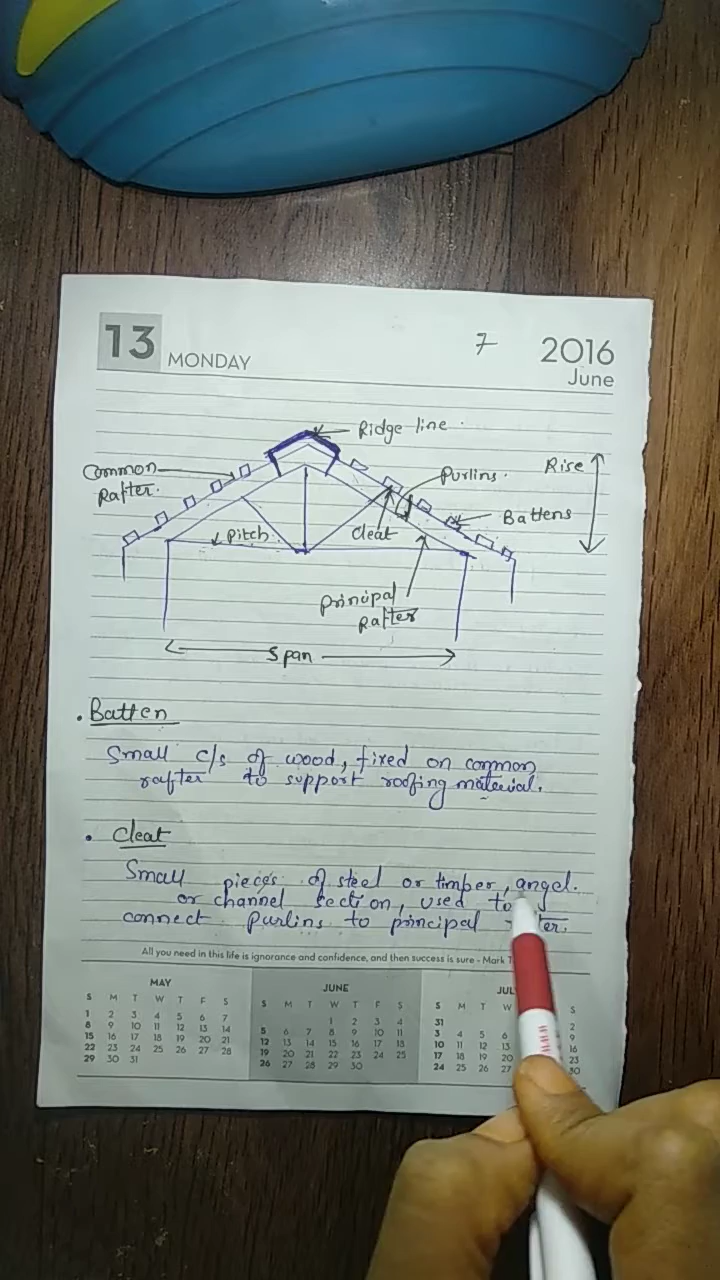 13 MONDAY
7
2016
June
Ridge line
Common
Rafter.
Purlins.
Rise
Battens
Pitch
Cleat
Principal
Rafter
Span
• Batten
Small c/s of wood, fixed on common
rafter to support roofing material.
• Cleat
Small pieces of steel or timber, angel.
or channel section, used to
connect Purlins to principal
All you need in this life is ignorance and confidence, and then success is sure - Mark
MAY
S M T W T F S
1 2 3 4 5 6 7
8 9 10 11 12 13 14
15 16 17 18 19 20 21
22 23 24 25 26 27 28
29 30 31
JUNE
S M T W T F S
1 2 3 4
5 6 7 8 9 10 11
12 13 14 15 16 17 18
19 20 21 22 23 24 25
26 27 28 29 30
S M T W S
31 2
3 4 5 6 9
10 11 12 13 16
17 18 19 20 23
24 25 26 27 30